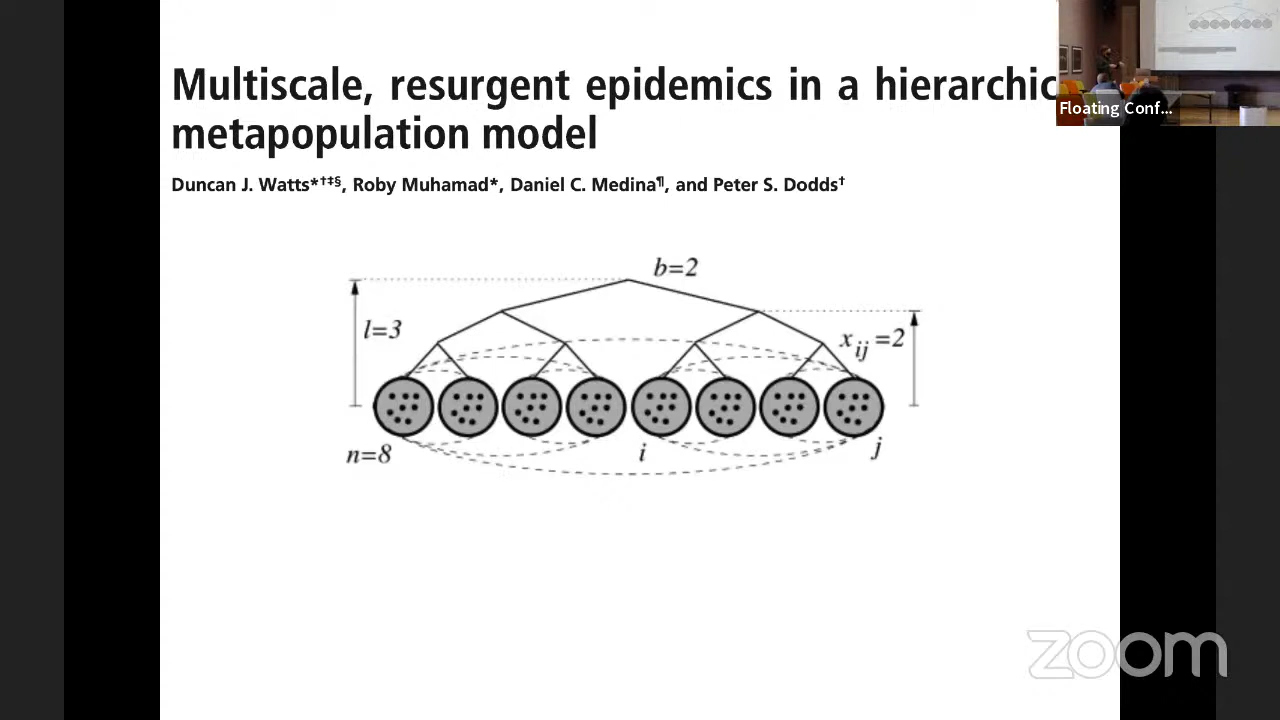 Multiscale, resurgent epidemics in a hierarchic
metapopulation model
Duncan J. Watts*†‡§, Roby Muhamad*, Daniel C. Medina¶, and Peter S. Dodds†
Floating Conf...
b=2
l=3
x_ij=2
n=8
i
j
zoom